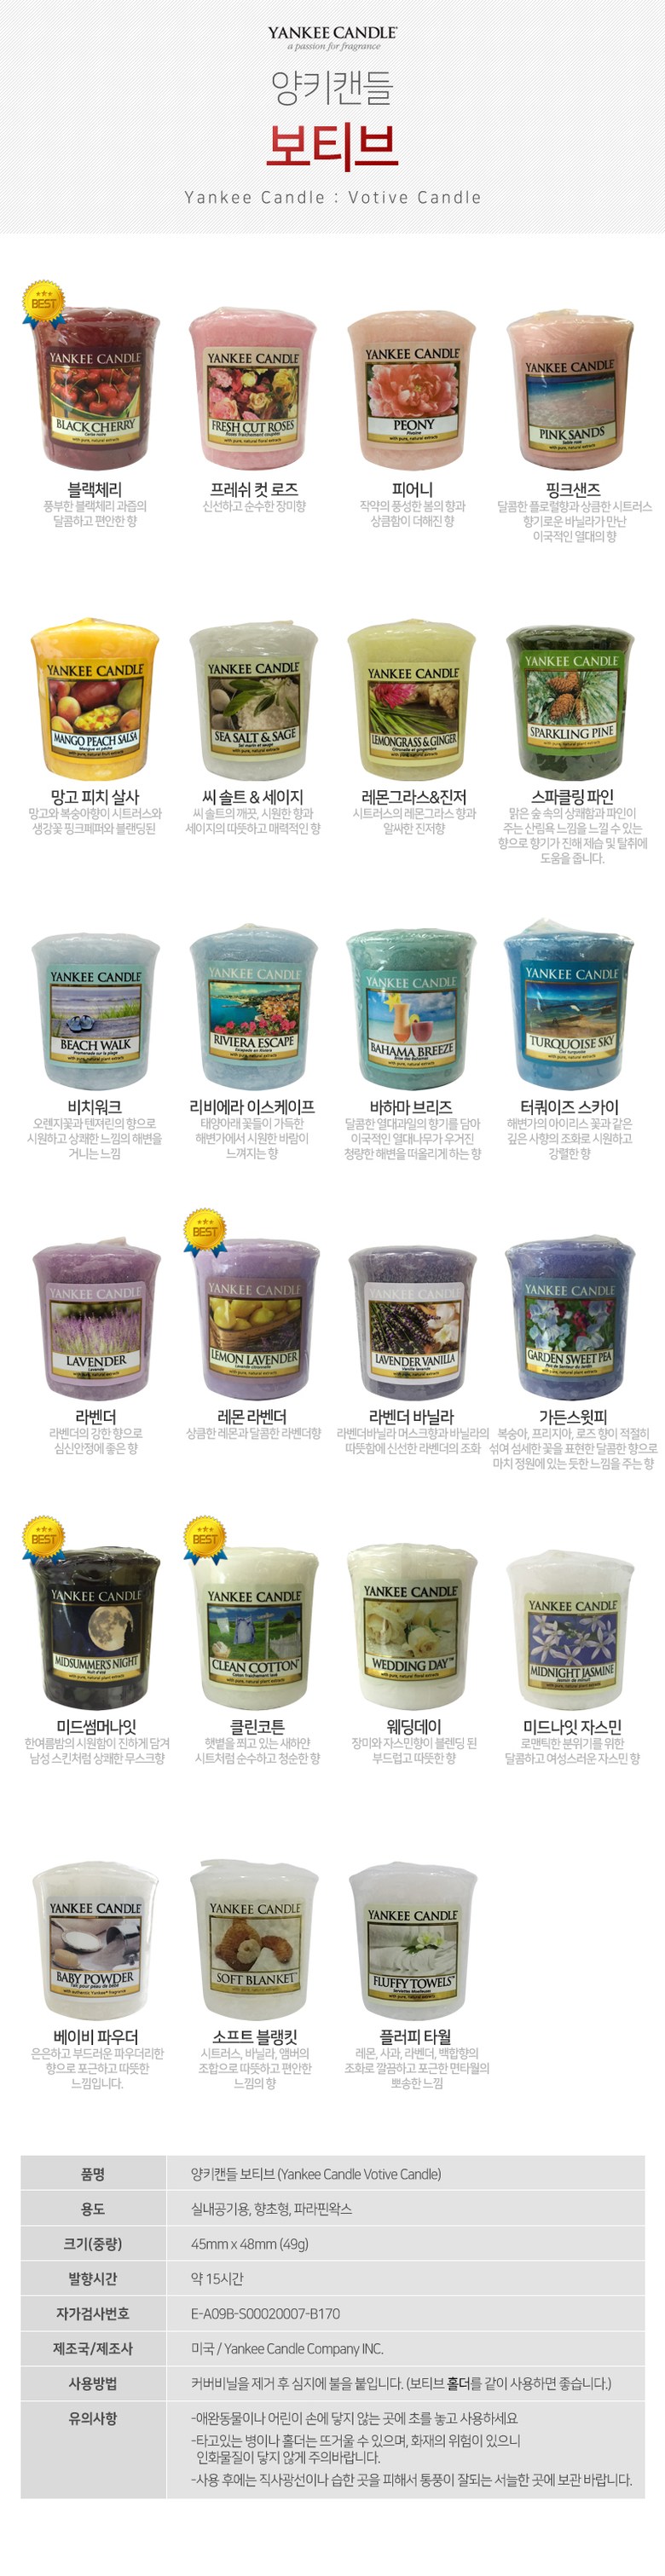 YANKEE CANDLE®
a passion for fragrance
양키캔들
보티브
Yankee Candle : Votive Candle
BEST
YANKEE CANDLE
BLACK CHERRY
YANKEE CANDLE
FRESH CUT ROSES
YANKEE CANDLE
PEONY
YANKEE CANDLE
PINK SANDS
블랙체리
풍부한 블랙체리 과즙의
달콤하고 편안한 향
프레쉬 컷 로즈
신선하고 순수한 장미향
피어니
작약의 풍성한 봄의 향과
상큼함이 더해진 향
핑크샌즈
달콤한 플로럴향과 상큼한 시트러스
향기로운 바닐라가 만난
이국적인 열대의 향
YANKEE CANDLE
MANGO PEACH SALSA
YANKEE CANDLE
SEA SALT & SAGE
YANKEE CANDLE
LEMONGRASS & GINGER
YANKEE CANDLE
SPARKLING PINE
망고 피치 살사
망고와 복숭아향이 시트러스와
생강꽃 핑크페퍼와 블랜딩된
씨 솔트 & 세이지
씨 솔트의 깨끗, 시원한 향과
세이지의 따뜻하고 매력적인 향
레몬그라스&진저
시트러스의 레몬그라스 향과
알싸한 진저향
스파클링 파인
맑은 숲 속의 상쾌함과 파인이
주는 산림욕 느낌을 느낄 수 있는
향으로 향기가 진해 제습 및 탈취에
도움을 줍니다.
YANKEE CANDLE
BEACH WALK
YANKEE CANDLE
RIVIERA ESCAPE
YANKEE CANDLE
BAHAMA BREEZE
YANKEE CANDLE
TURQUOISE SKY
비치워크
오렌지꽃과 텐져린의 향으로
시원하고 상쾌한 느낌의 해변을
거니는 느낌
리비에라 이스케이프
태양아래 꽃들이 가득한
해변가에서 시원한 바람이
느껴지는 향
바하마 브리즈
달콤한 열대과일의 향기를 담아
이국적인 열대나무가 우거진
청량한 해변을 떠올리게 하는 향
터쿼이즈 스카이
해변가의 아이리스 꽃과 같은
깊은 사향의 조화로 시원하고
강렬한 향
YANKEE CANDLE
LAVENDER
BEST
YANKEE CANDLE
LEMON LAVENDER
YANKEE CANDLE
LAVENDER VANILLA
YANKEE CANDLE
GARDEN SWEET PEA
라벤더
라벤더의 강한 향으로
심신안정에 좋은 향
레몬 라벤더
상큼한 레몬과 달콤한 라벤더향
라벤더 바닐라
라벤더바닐라 머스크향과 바닐라의
따뜻함에 신선한 라벤더의 조화
가든스윗피
복숭아, 프리지아, 로즈 향이 적절히
섞여 섬세한 꽃을 표현한 달콤한 향으로
마치 정원에 있는 듯한 느낌을 주는 향
BEST
YANKEE CANDLE
MIDSUMMER'S NIGHT
BEST
YANKEE CANDLE
CLEAN COTTON™
YANKEE CANDLE
WEDDING DAY™
YANKEE CANDLE
MIDNIGHT JASMINE
미드썸머나잇
한여름밤의 시원함이 진하게 담겨
남성 스킨처럼 상쾌한 무스크향
클린코튼
햇볕을 쬐고 있는 새하얀
시트처럼 순수하고 청순한 향
웨딩데이
장미와 자스민향이 블렌딩 된
부드럽고 따뜻한 향
미드나잇 자스민
로맨틱한 분위기를 위한
달콤하고 여성스러운 자스민 향
YANKEE CANDLE
BABY POWDER
YANKEE CANDLE
SOFT BLANKET™
YANKEE CANDLE
FLUFFY TOWELS™
베이비 파우더
은은하고 부드러운 파우더리한
향으로 포근하고 따뜻한
느낌입니다.
소프트 블랭킷
시트러스, 바닐라, 앰버의
조합으로 따뜻하고 편안한
느낌의 향
플러피 타월
레몬, 사과, 라벤더, 백합향의
조화로 깔끔하고 포근한 면타월의
뽀송한 느낌
품명 양키캔들 보티브 (Yankee Candle Votive Candle)
용도 실내공기용, 향초형, 파라핀왁스
크기(중량) 45mm x 48mm (49g)
발향시간 약 15시간
자가검사번호 E-A09B-S00020007-B170
제조국/제조사 미국 / Yankee Candle Company INC.
사용방법 커버비닐을 제거 후 심지에 불을 붙입니다. (보티브 홀더를 같이 사용하면 좋습니다.)
유의사항 -애완동물이나 어린이 손에 닿지 않는 곳에 초를 놓고 사용하세요
-타고있는 병이나 홀더는 뜨거울 수 있으며, 화재의 위험이 있으니
인화물질이 닿지 않게 주의바랍니다.
-사용 후에는 직사광선이나 습한 곳을 피해서 통풍이 잘되는 서늘한 곳에 보관 바랍니다.